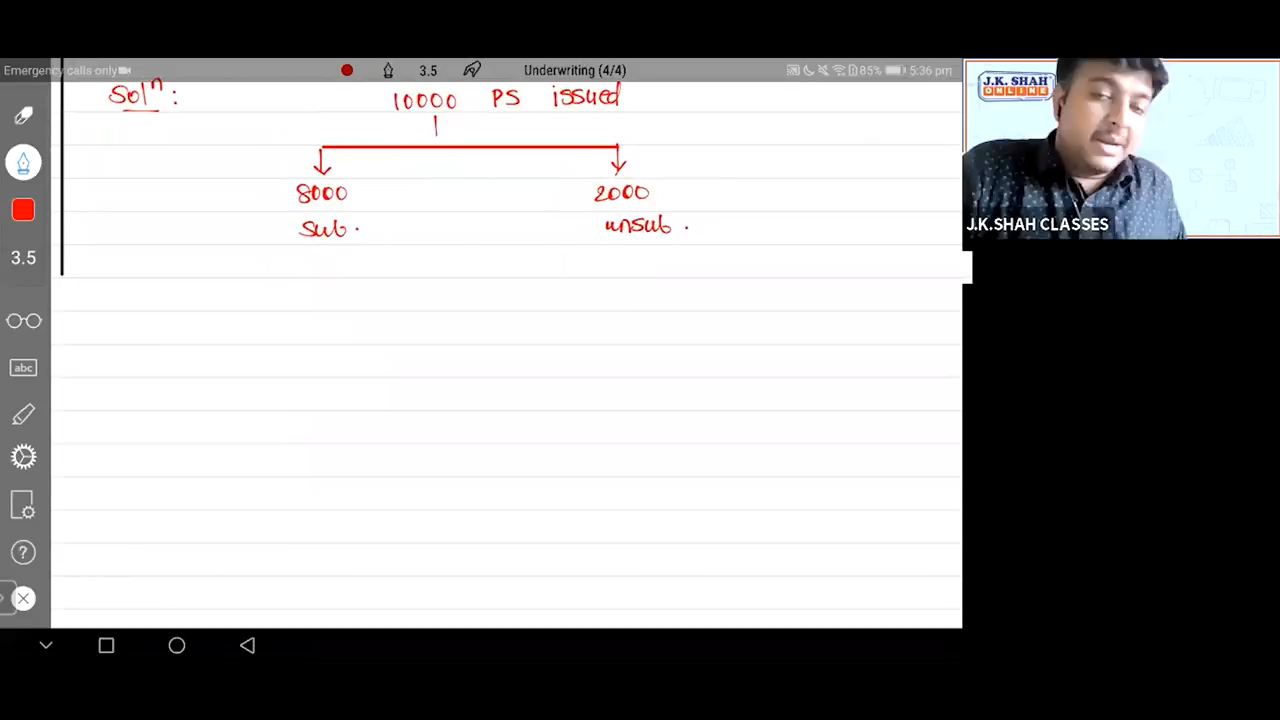 Emergency calls only
3.5
Underwriting (4/4)
85%
5:36 pm
Solⁿ :
10000 PS issued
8000
2000
Sub.
unsub.
3.5
abc
?
J.K. SHAH
ONLINE
J.K.SHAH CLASSES